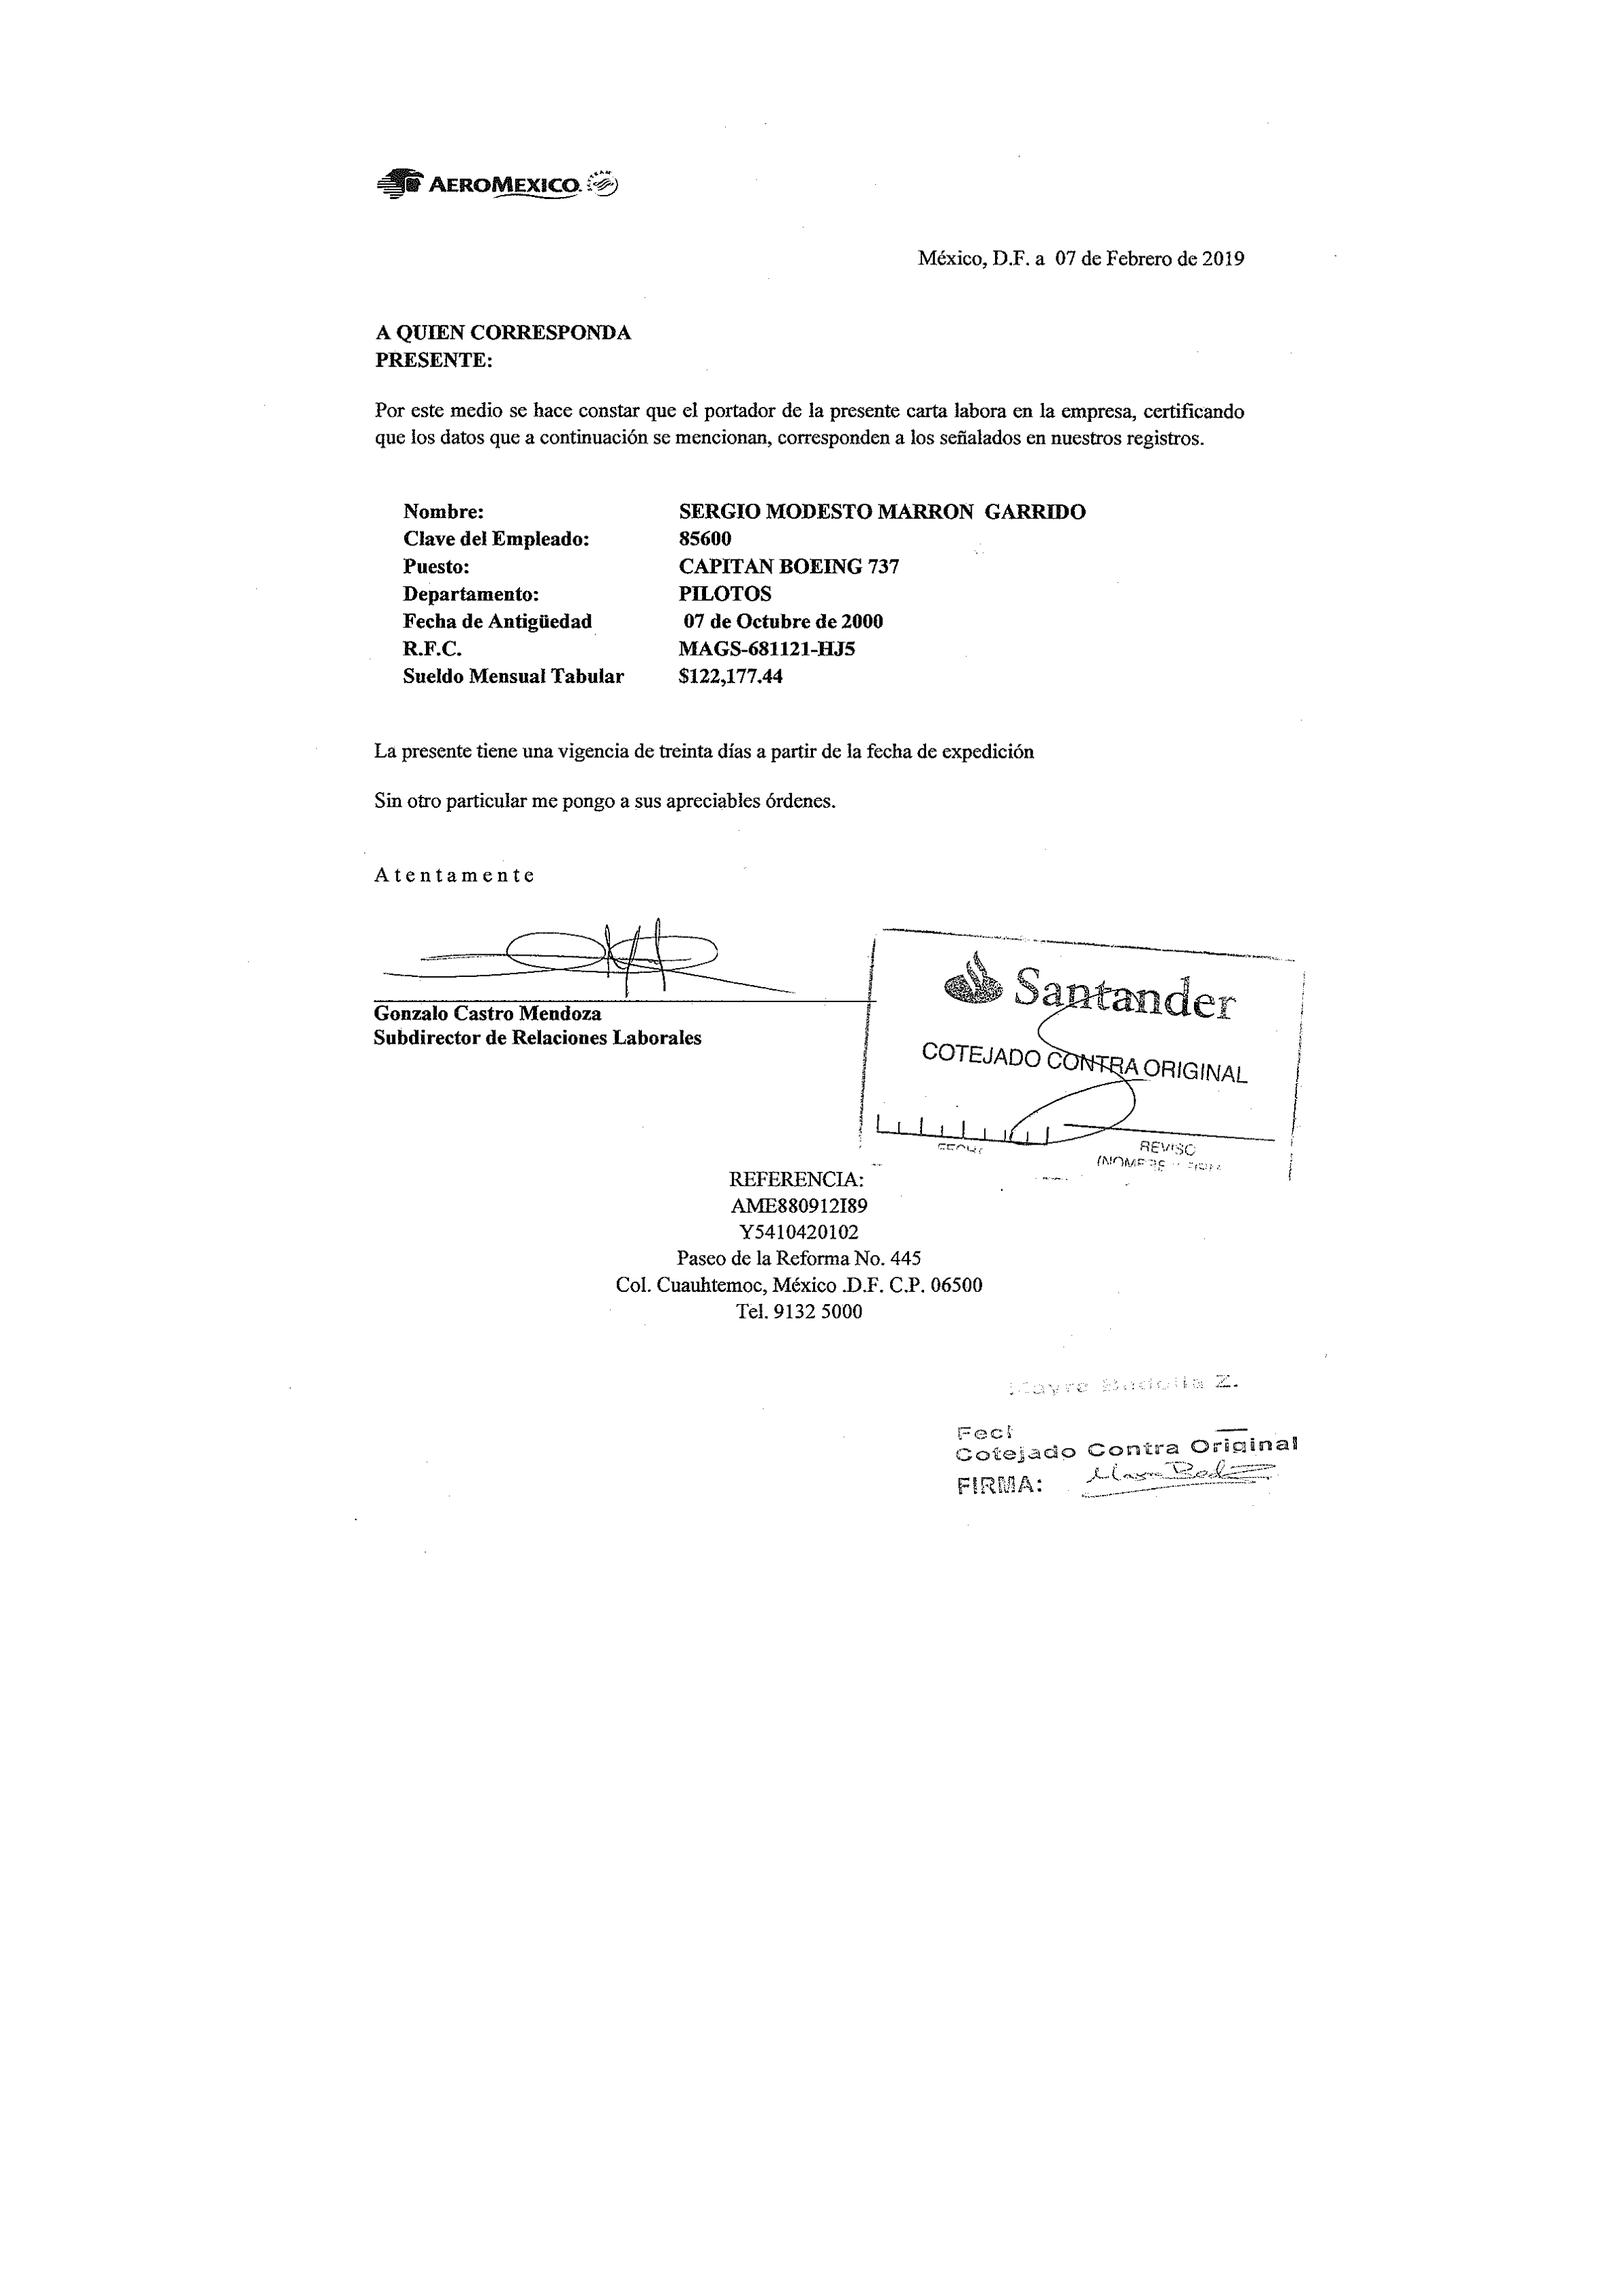 AEROMEXICO.
México, D.F. a 07 de Febrero de 2019
A QUIEN CORRESPONDA
PRESENTE:
Por este medio se hace constar que el portador de la presente carta labora en la empresa, certificando
que los datos que a continuación se mencionan, corresponden a los señalados en nuestros registros.
Nombre: SERGIO MODESTO MARRON GARRIDO
Clave del Empleado: 85600
Puesto: CAPITAN BOEING 737
Departamento: PILOTOS
Fecha de Antigüedad 07 de Octubre de 2000
R.F.C. MAGS-681121-HJ5
Sueldo Mensual Tabular $122,177.44
La presente tiene una vigencia de treinta días a partir de la fecha de expedición
Sin otro particular me pongo a sus apreciables órdenes.
Atentamente
Gonzalo Castro Mendoza
Subdirector de Relaciones Laborales
Santander
COTEJADO CONTRA ORIGINAL
REVISO
REFERENCIA:
AME880912I89
Y5410420102
Paseo de la Reforma No. 445
Col. Cuauhtemoc, México .D.F. C.P. 06500
Tel. 9132 5000
Z.
Cotejado Contra Original
FIRMA: